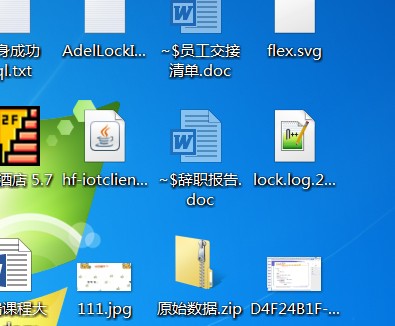 身成功
AdelLockI...
~$员工交接
flex.svg
ql.txt
清单.doc
2F
酒店 5.7
hf-iotclien...
~$辞职报告.
lock.log.2...
doc
课程大
111.jpg
原始数据.zip
D4F24B1F-...